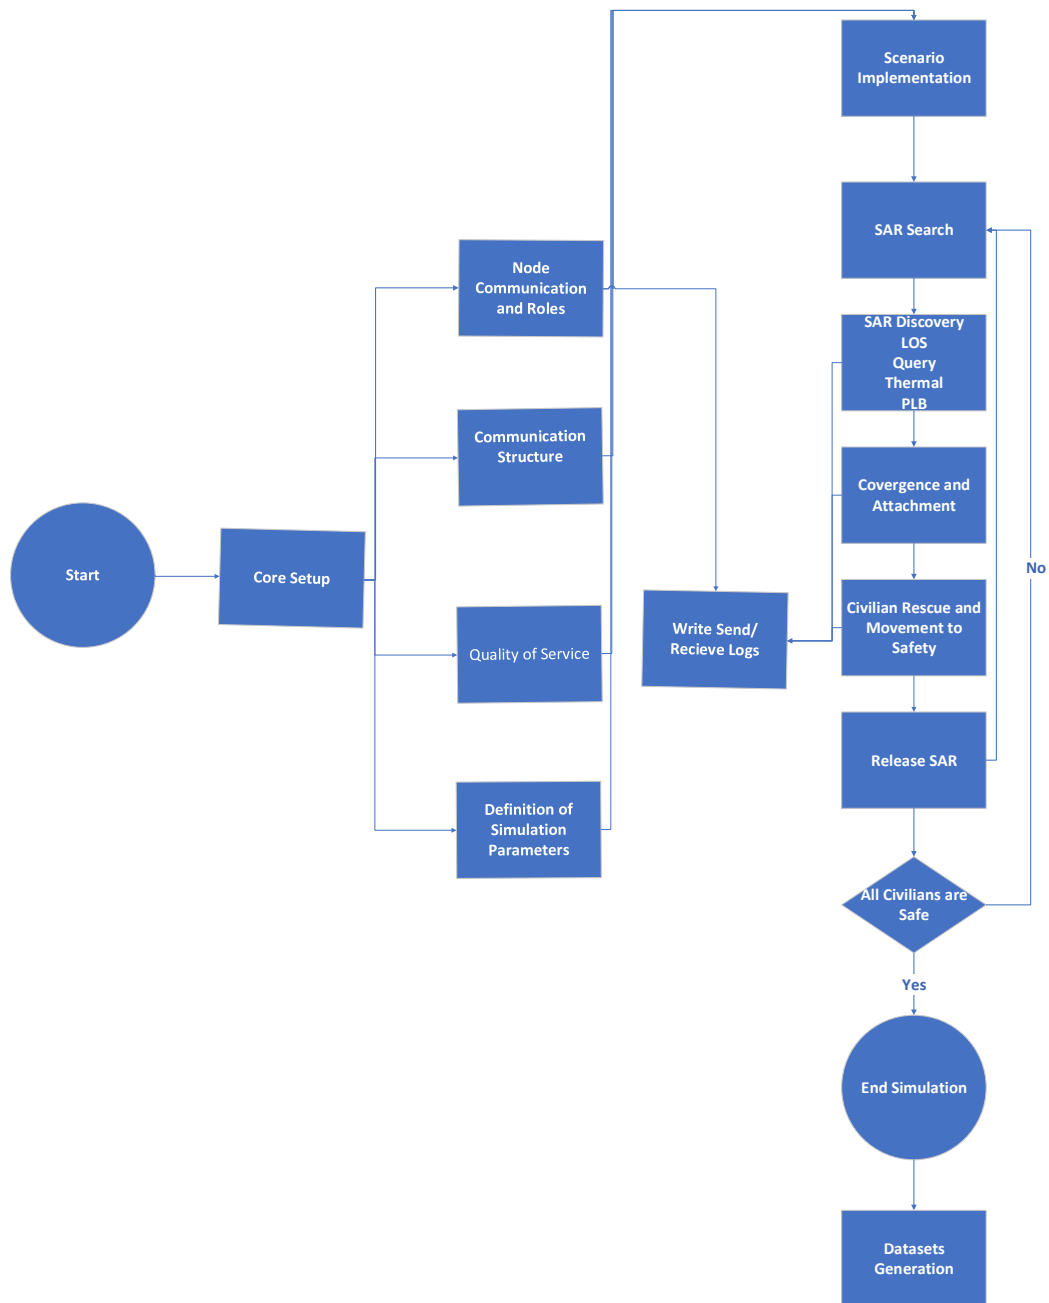 Scenario
Implementation
SAR Search
Node
Communication
and Roles
SAR Discovery
LOS
Query
Thermal
PLB
Communication
Structure
Covergence and
Attachment
Start
Core Setup
No
Quality of Service
Write Send/
Recieve Logs
Civilian Rescue and
Movement to
Safety
Release SAR
Definition of
Simulation
Parameters
All Civilians are
Safe
Yes
End Simulation
Datasets
Generation